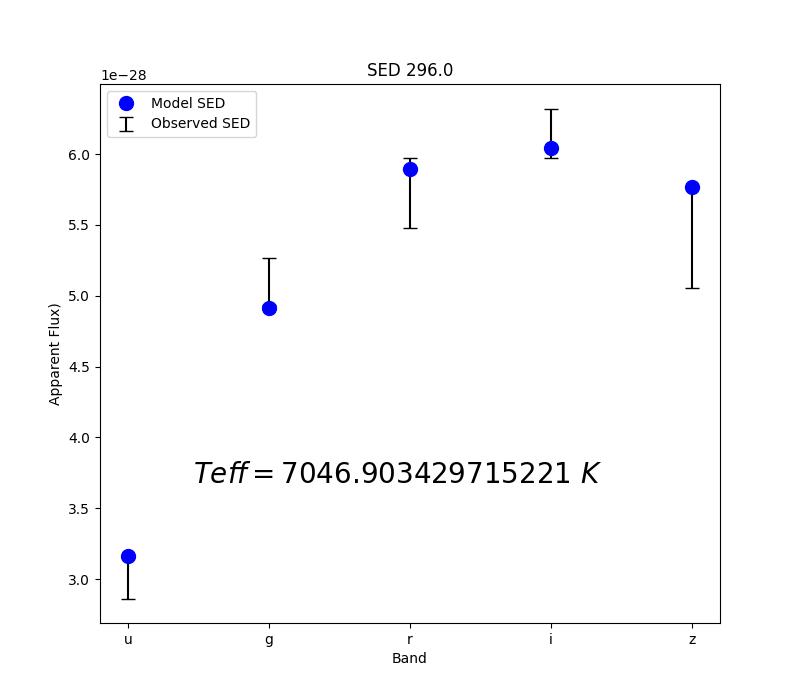 SED 296.0
1e−28
Model SED
Observed SED
6.0
5.5
5.0
4.5
4.0
3.5
3.0
Apparent Flux)
Teff = 7046.903429715221 K
u g r i z
Band